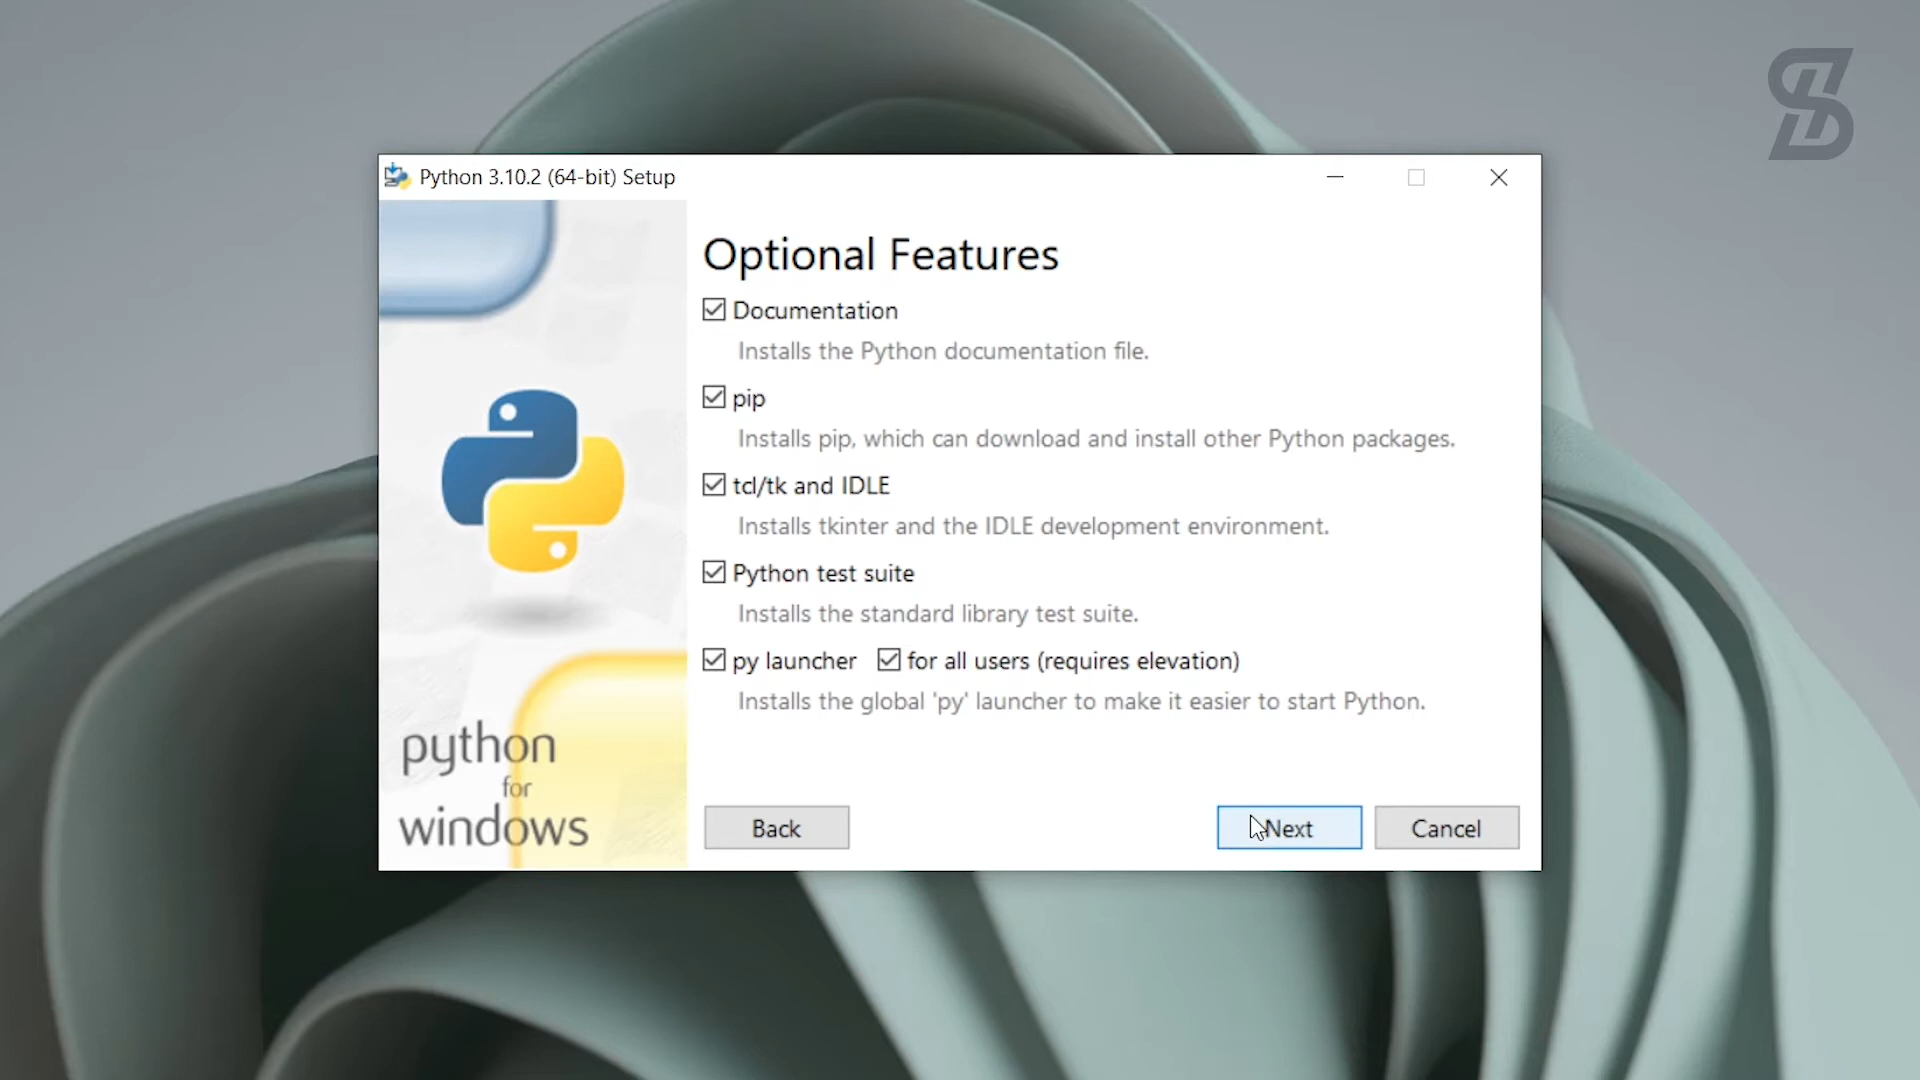 Python 3.10.2 (64-bit) Setup
Optional Features
Documentation
Installs the Python documentation file.
pip
Installs pip, which can download and install other Python packages.
tcl/tk and IDLE
Installs tkinter and the IDLE development environment.
Python test suite
Installs the standard library test suite.
py launcher for all users (requires elevation)
Installs the global 'py' launcher to make it easier to start Python.
python
for
windows
Back
Next
Cancel